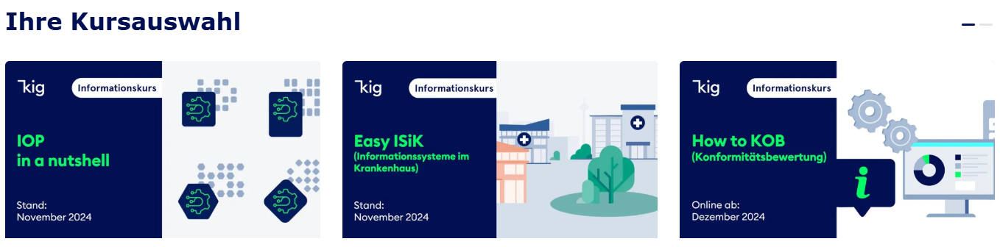 Ihre Kursauswahl
kig
Informationskurs
IOP
in a nutshell
Stand:
November 2024
kig
Informationskurs
Easy ISiK
(Informationssysteme im
Krankenhaus)
Stand:
November 2024
kig
Informationskurs
How to KOB
(Konformitätsbewertung)
Online ab:
Dezember 2024
i